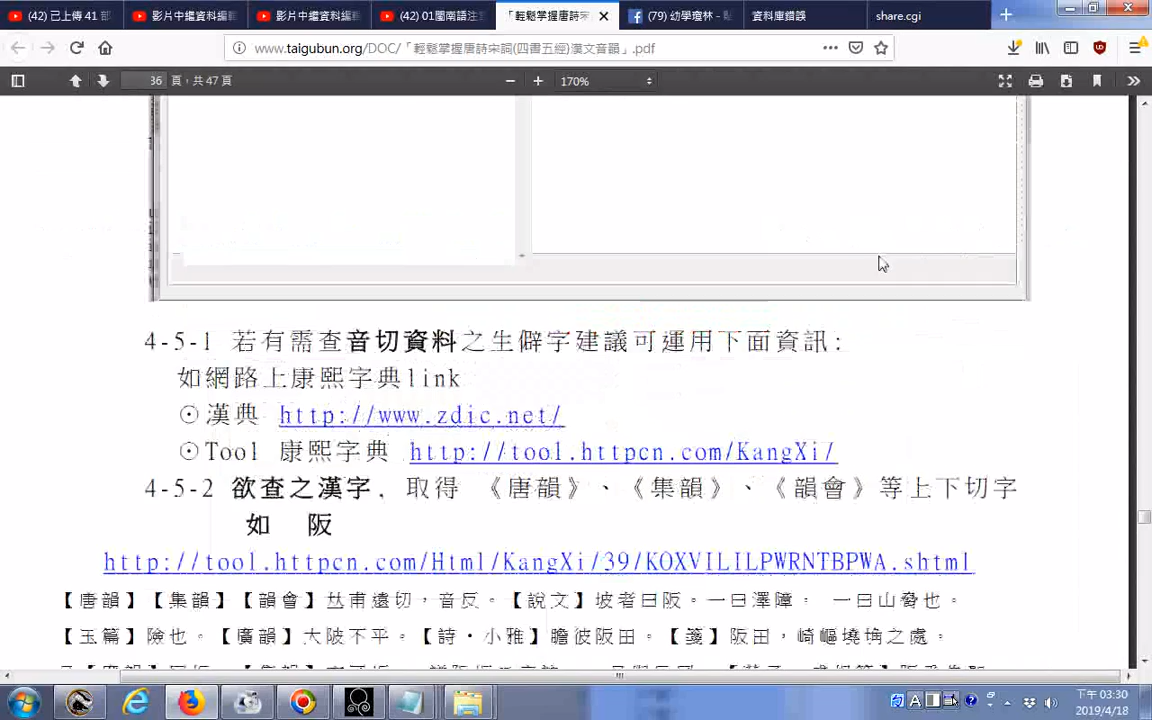 (42) 已上傳 41 部
影片中繼資料編輯
影片中繼資料編輯
(42) 01閩南語注
「輕鬆掌握唐詩宋
(79) 幼學瓊林 -
資料庫錯誤
share.cgi
www.taigubun.org/DOC/「輕鬆掌握唐詩宋詞(四書五經)漢文音韻」.pdf
36 頁，共 47 頁
170%
4-5-1 若有需查音切資料之生僻字建議可運用下面資訊:
如網路上康熙字典link
⊙漢典 http://www.zdic.net/
⊙Tool 康熙字典 http://tool.httpcn.com/KangXi/
4-5-2 欲查之漢字, 取得 《唐韻》、《集韻》、《韻會》等上下切字
如 阪
http://tool.httpcn.com/Html/KangXi/39/KOXVILILPWRNTBPWA.shtml
【唐韻】【集韻】【韻會】𠀤甫遠切，音反。【說文】坡者曰阪。一曰澤障。 一曰山脅也。
【玉篇】險也。【廣韻】大陂不平。【詩·小雅】瞻彼阪田。【箋】阪田，崎嶇墝埆之處。
下午 03:30
2019/4/18